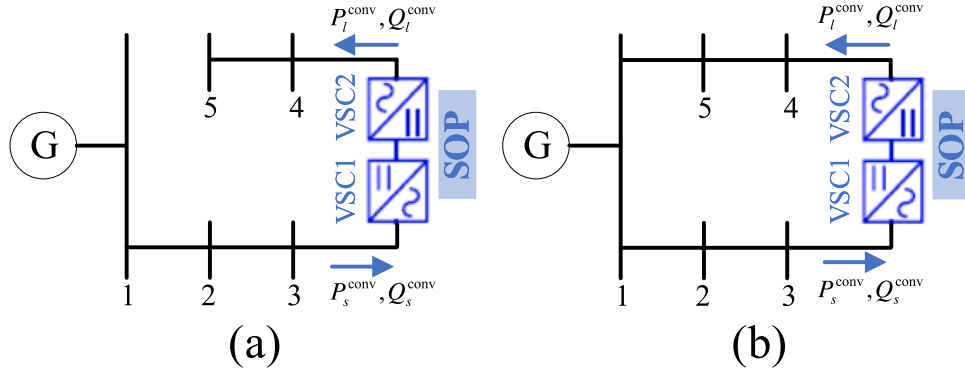 P_l^conv, Q_l^conv
5
4
VSC2
G
SOP
VSC1
1
2
3
P_s^conv, Q_s^conv
(a)
P_l^conv, Q_l^conv
5
4
VSC2
G
SOP
VSC1
1
2
3
P_s^conv, Q_s^conv
(b)